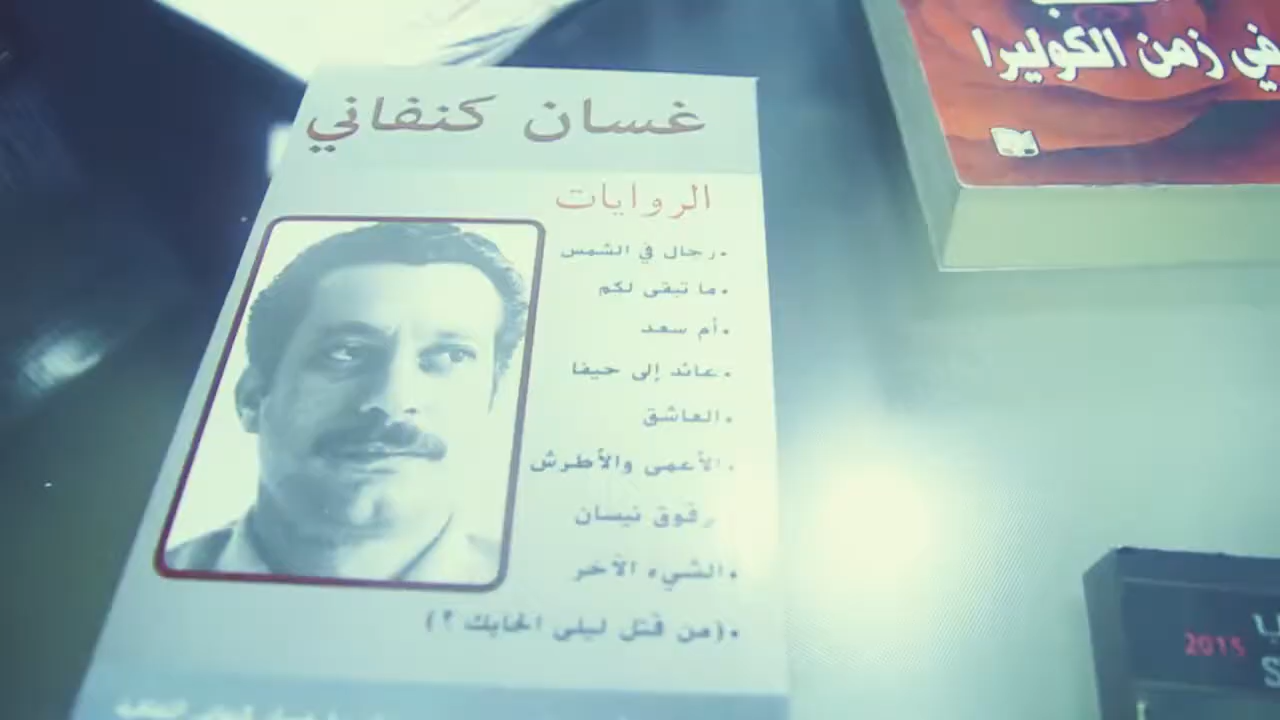 غسان كنفاني
الروايات
•رجال في الشمس
•ما تبقى لكم
•أم سعد
•عائد إلى حيفا
•العاشق
•الأعمى والأطرش
برقوق نيسان
•الشيء الآخر
•(من قتل ليلى الحايك ؟)
في زمن الكوليرا
2015